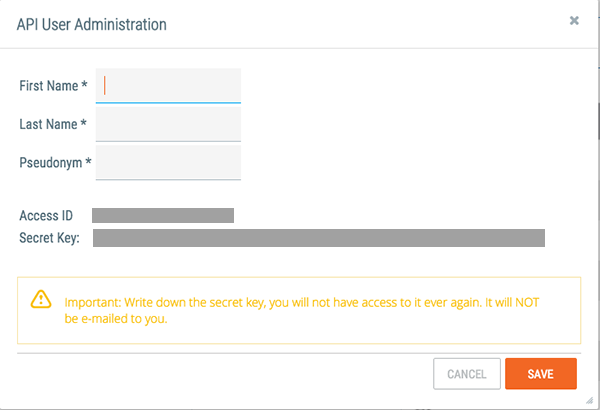 API User Administration
First Name *
Last Name *
Pseudonym *
Access ID
Secret Key:
Important: Write down the secret key, you will not have access to it ever again. It will NOT
be e-mailed to you.
CANCEL
SAVE